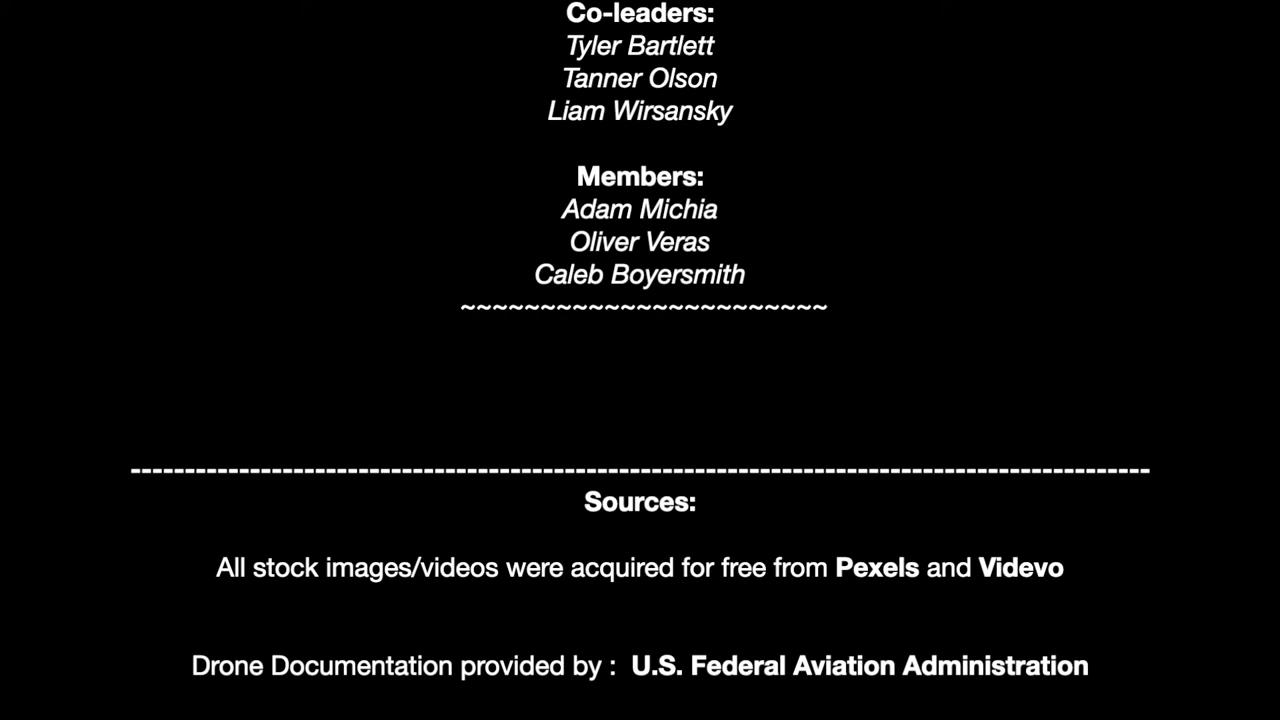 Co-leaders:
Tyler Bartlett
Tanner Olson
Liam Wirsansky
Members:
Adam Michia
Oliver Veras
Caleb Boyersmith
~~~~~~~~~~~~~~~~~~~~~~~
----------------------------------------------------------------------------------------------
Sources:
All stock images/videos were acquired for free from Pexels and Videvo
Drone Documentation provided by : U.S. Federal Aviation Administration